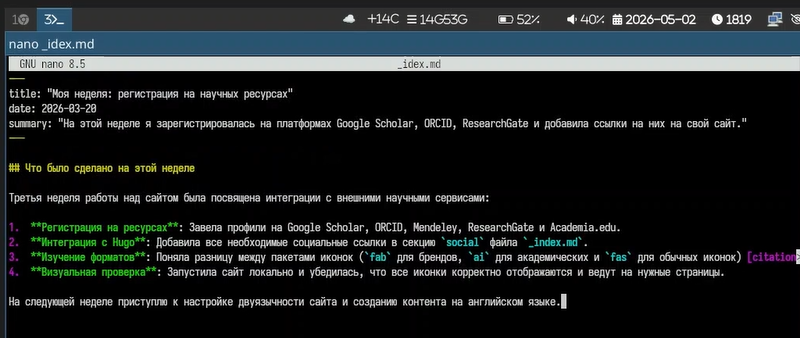 1 3>_ +14C 14G53G 52% 40% 2026-05-02 1819
nano _idex.md
GNU nano 8.5 _idex.md
---
title: "Моя неделя: регистрация на научных ресурсах"
date: 2026-03-20
summary: "На этой неделе я зарегистрировалась на платформах Google Scholar, ORCID, ResearchGate и добавила ссылки на них на свой сайт."
---
## Что было сделано на этой неделе
Третья неделя работы над сайтом была посвящена интеграции с внешними научными сервисами:
1. **Регистрация на ресурсах**: Завела профили на Google Scholar, ORCID, Mendeley, ResearchGate и Academia.edu.
2. **Интеграция с Hugo**: Добавила все необходимые социальные ссылки в секцию `social` файла `_index.md`.
3. **Изучение форматов**: Поняла разницу между пакетами иконок (`fab` для брендов, `ai` для академических и `fas` для обычных иконок) [citation>
4. **Визуальная проверка**: Запустила сайт локально и убедилась, что все иконки корректно отображаются и ведут на нужные страницы.
На следующей неделе приступлю к настройке двуязычности сайта и созданию контента на английском языке.